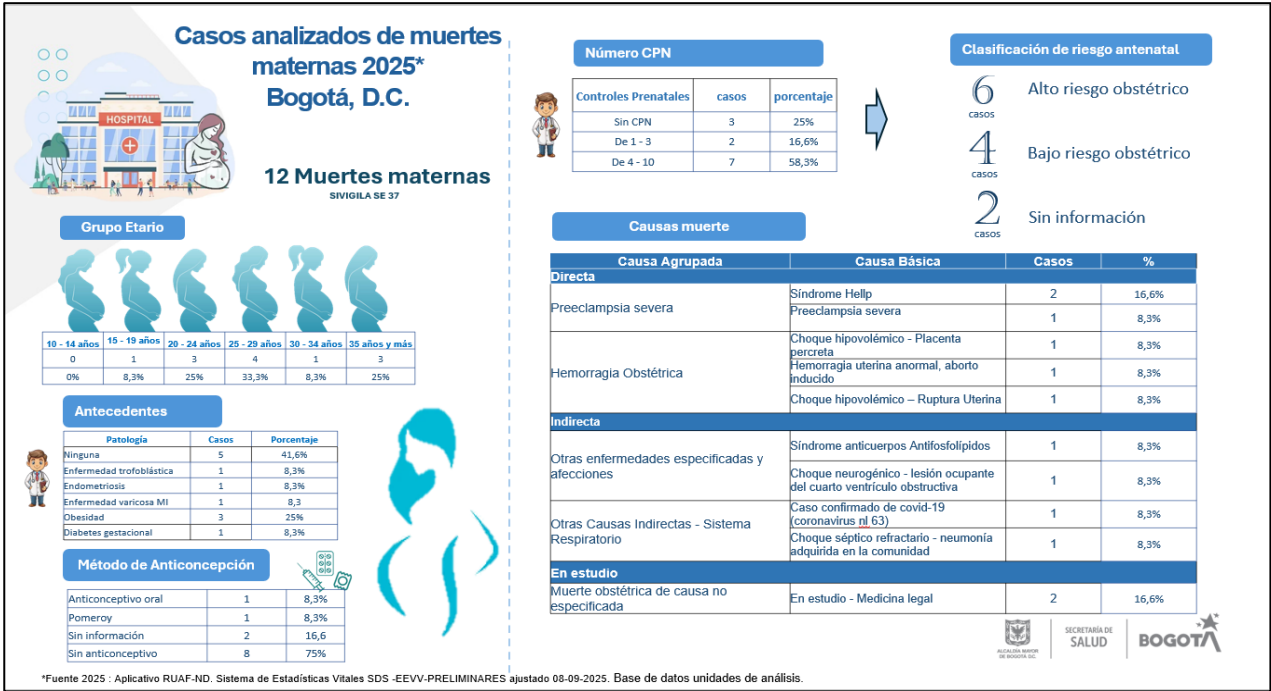 Casos analizados de muertes
maternas 2025*
Bogotá, D.C.
HOSPITAL
12 Muertes maternas
SIVIGILA SE 37
Grupo Etario
10 - 14 años 15 - 19 años 20 - 24 años 25 - 29 años 30 - 34 años 35 años y más
0 1 3 4 1 3
0% 8,3% 25% 33,3% 8,3% 25%
Antecedentes
Patología Casos Porcentaje
Ninguna 5 41,6%
Enfermedad trofoblástica 1 8,3%
Endometriosis 1 8,3%
Enfermedad varicosa MI 1 8,3
Obesidad 3 25%
Diabetes gestacional 1 8,3%
Método de Anticoncepción
Anticonceptivo oral 1 8,3%
Pomeroy 1 8,3%
Sin información 2 16,6
Sin anticonceptivo 8 75%
Número CPN
Controles Prenatales casos porcentaje
Sin CPN 3 25%
De 1 - 3 2 16,6%
De 4 - 10 7 58,3%
Clasificación de riesgo antenatal
6 Alto riesgo obstétrico
casos
4 Bajo riesgo obstétrico
casos
2 Sin información
casos
Causas muerte
Causa Agrupada Causa Básica Casos %
Directa
Preeclampsia severa
Síndrome Hellp 2 16,6%
Preeclampsia severa 1 8,3%
Hemorragia Obstétrica
Choque hipovolémico - Placenta
percreta 1 8,3%
Hemorragia uterina anormal, aborto
inducido 1 8,3%
Choque hipovolémico – Ruptura Uterina 1 8,3%
Indirecta
Otras enfermedades especificadas y
afecciones
Síndrome anticuerpos Antifosfolípidos 1 8,3%
Choque neurogénico - lesión ocupante
del cuarto ventrículo obstructiva 1 8,3%
Otras Causas Indirectas - Sistema
Respiratorio
Caso confirmado de covid-19
(coronavirus nl 63) 1 8,3%
Choque séptico refractario - neumonía
adquirida en la comunidad 1 8,3%
En estudio
Muerte obstétrica de causa no
especificada
En estudio - Medicina legal 2 16,6%
ALCALDÍA MAYOR
DE BOGOTÁ D.C.
SECRETARÍA DE
SALUD
BOGOTÁ
*Fuente 2025 : Aplicativo RUAF-ND. Sistema de Estadísticas Vitales SDS -EEVV-PRELIMINARES ajustado 08-09-2025. Base de datos unidades de análisis.